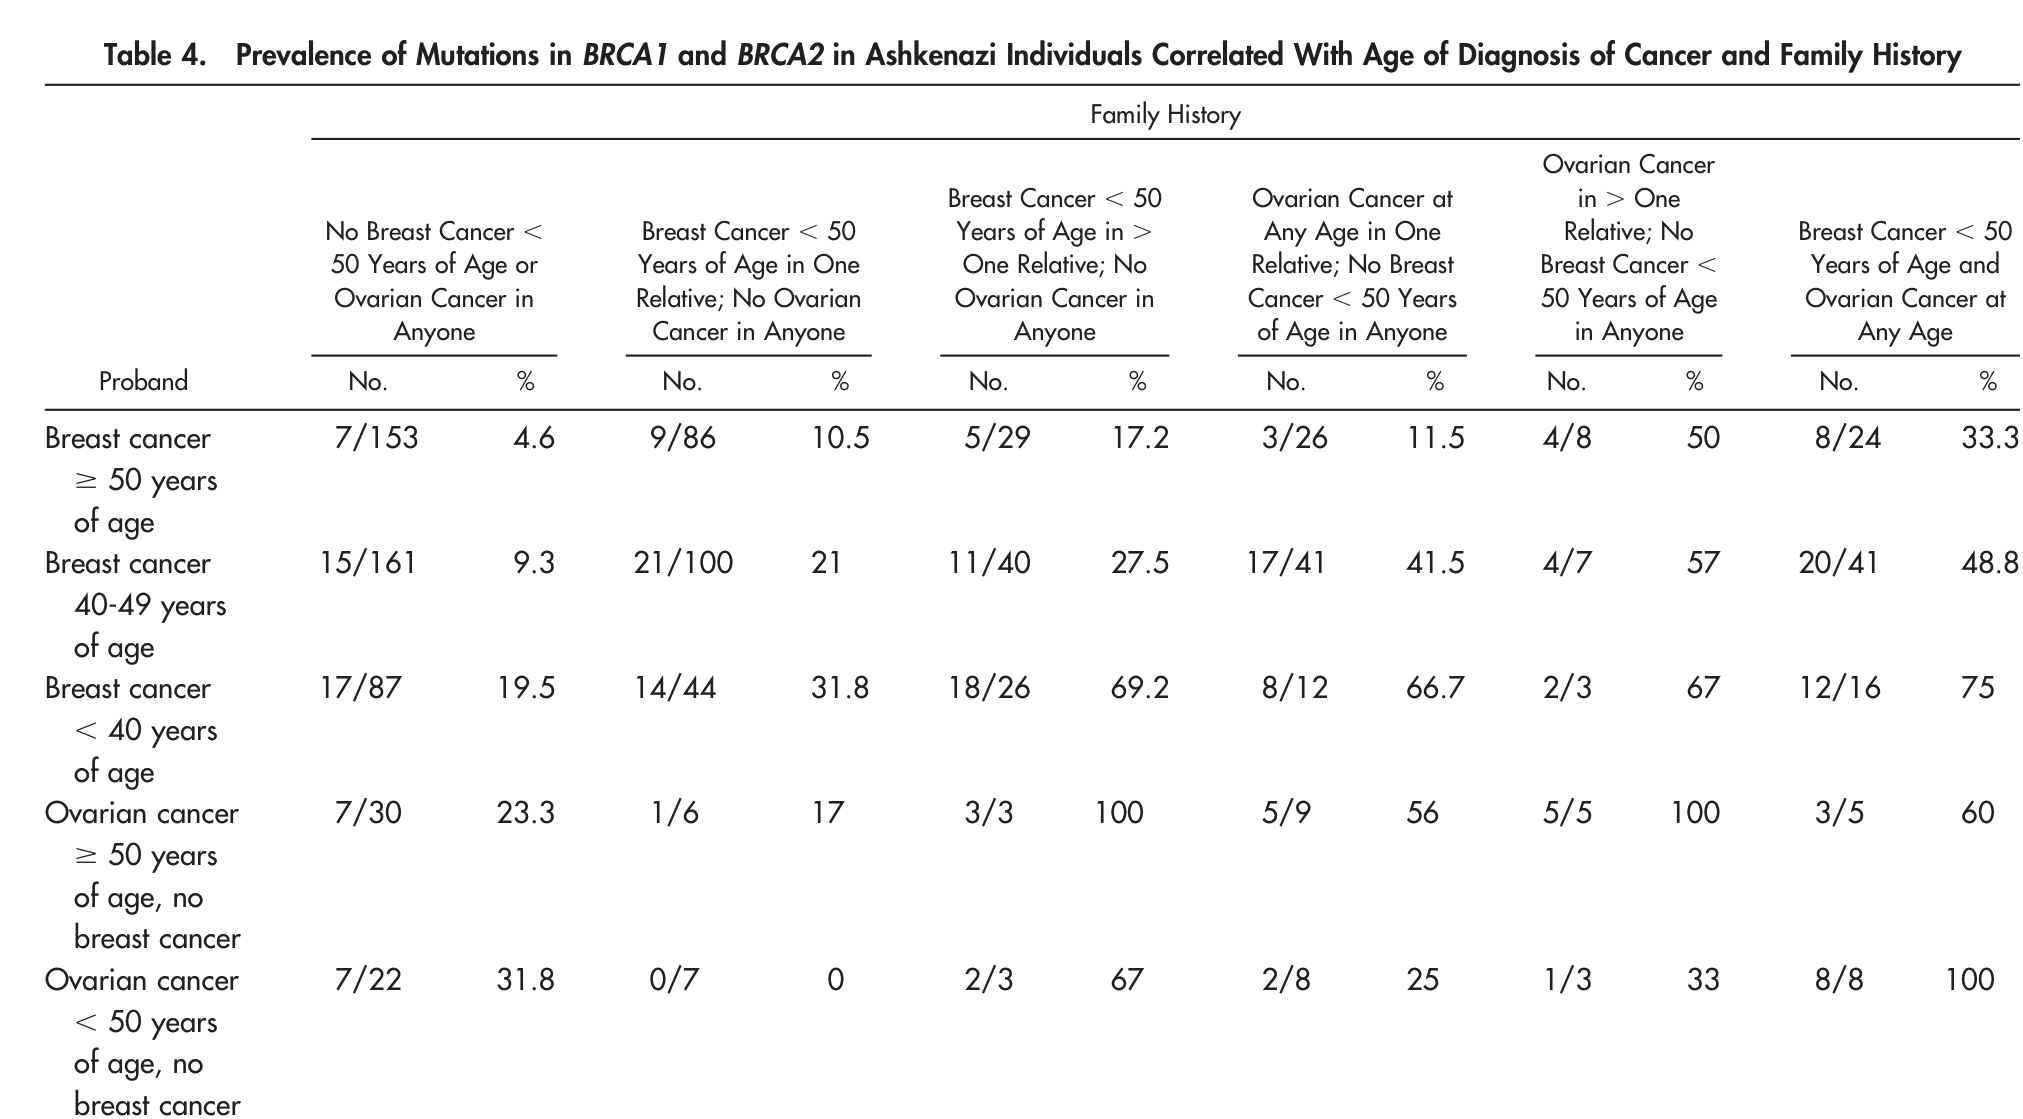 Table 4. Prevalence of Mutations in BRCA1 and BRCA2 in Ashkenazi Individuals Correlated With Age of Diagnosis of Cancer and Family History
Family History
No Breast Cancer <
50 Years of Age or
Ovarian Cancer in
Anyone
Breast Cancer < 50
Years of Age in One
Relative; No Ovarian
Cancer in Anyone
Breast Cancer < 50
Years of Age in >
One Relative; No
Ovarian Cancer in
Anyone
Ovarian Cancer at
Any Age in One
Relative; No Breast
Cancer < 50 Years
of Age in Anyone
Ovarian Cancer
in > One
Relative; No
Breast Cancer <
50 Years of Age
in Anyone
Breast Cancer < 50
Years of Age and
Ovarian Cancer at
Any Age
Proband No. % No. % No. % No. % No. % No. %
Breast cancer 7/153 4.6 9/86 10.5 5/29 17.2 3/26 11.5 4/8 50 8/24 33.3
≥ 50 years
of age
Breast cancer 15/161 9.3 21/100 21 11/40 27.5 17/41 41.5 4/7 57 20/41 48.8
40-49 years
of age
Breast cancer 17/87 19.5 14/44 31.8 18/26 69.2 8/12 66.7 2/3 67 12/16 75
< 40 years
of age
Ovarian cancer 7/30 23.3 1/6 17 3/3 100 5/9 56 5/5 100 3/5 60
≥ 50 years
of age, no
breast cancer
Ovarian cancer 7/22 31.8 0/7 0 2/3 67 2/8 25 1/3 33 8/8 100
< 50 years
of age, no
breast cancer